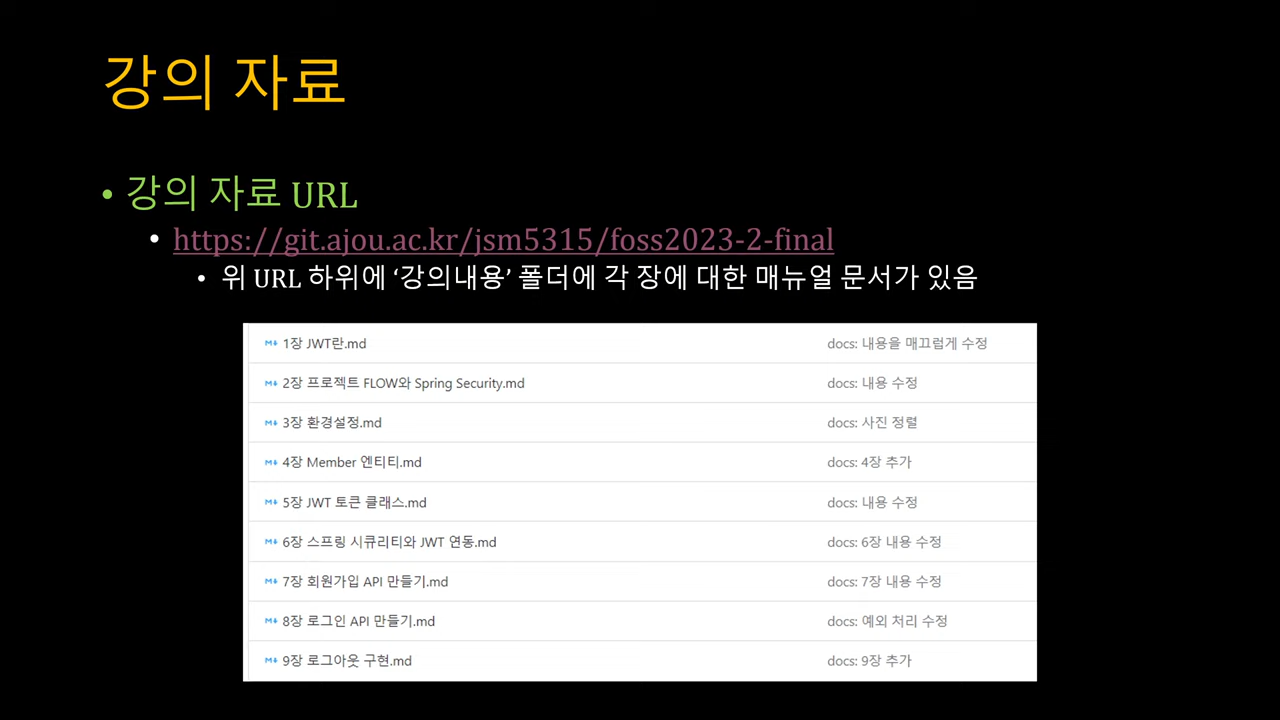 강의 자료
• 강의 자료 URL
• https://git.ajou.ac.kr/jsm5315/foss2023-2-final
• 위 URL 하위에 ‘강의내용’ 폴더에 각 장에 대한 매뉴얼 문서가 있음
M↓ 1장 JWT란.md docs: 내용을 매끄럽게 수정
M↓ 2장 프로젝트 FLOW와 Spring Security.md docs: 내용 수정
M↓ 3장 환경설정.md docs: 사진 정렬
M↓ 4장 Member 엔티티.md docs: 4장 추가
M↓ 5장 JWT 토큰 클래스.md docs: 내용 수정
M↓ 6장 스프링 시큐리티와 JWT 연동.md docs: 6장 내용 수정
M↓ 7장 회원가입 API 만들기.md docs: 7장 내용 수정
M↓ 8장 로그인 API 만들기.md docs: 예외 처리 수정
M↓ 9장 로그아웃 구현.md docs: 9장 추가